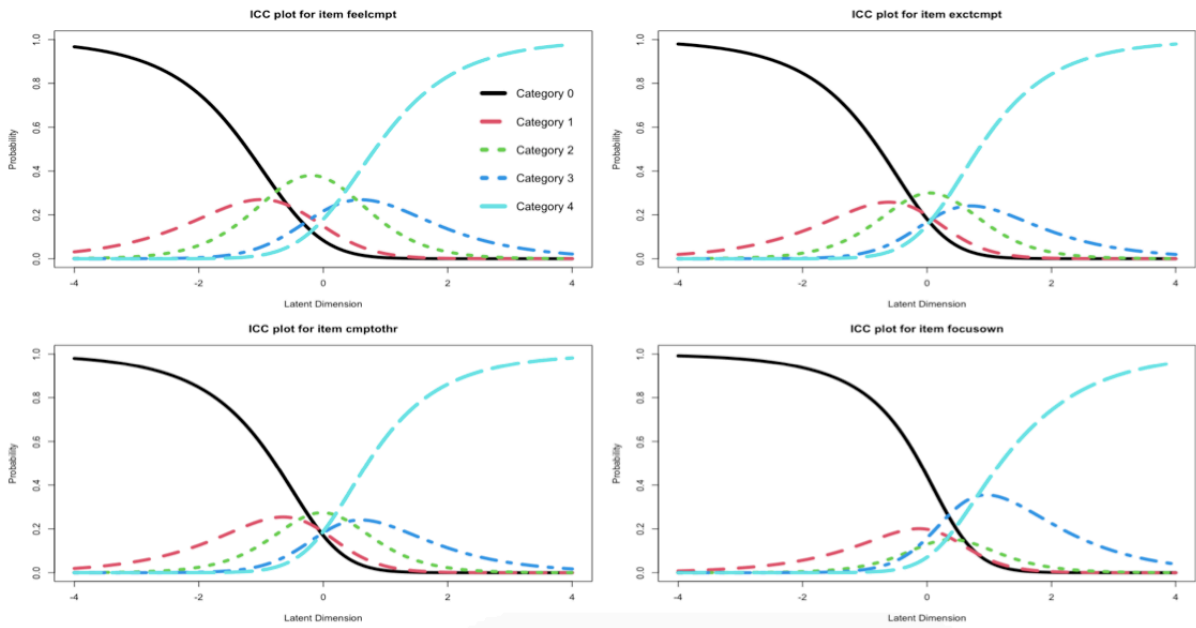 ICC plot for item feelcmpt
Probability
1.0
0.8
0.6
0.4
0.2
0.0
-4 -2 0 2 4
Latent Dimension
Category 0
Category 1
Category 2
Category 3
Category 4
ICC plot for item exctcmpt
Probability
1.0
0.8
0.6
0.4
0.2
0.0
-4 -2 0 2 4
Latent Dimension
ICC plot for item cmptothr
Probability
1.0
0.8
0.6
0.4
0.2
0.0
-4 -2 0 2 4
Latent Dimension
ICC plot for item focusown
Probability
1.0
0.8
0.6
0.4
0.2
0.0
-4 -2 0 2 4
Latent Dimension